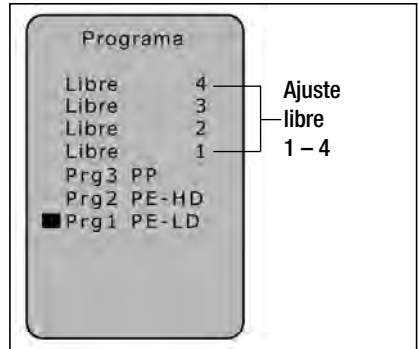 Programa
Libre 4
Libre 3
Libre 2
Libre 1
Prg3 PP
Prg2 PE-HD
Prg1 PE-LD
Ajuste
libre
1 – 4